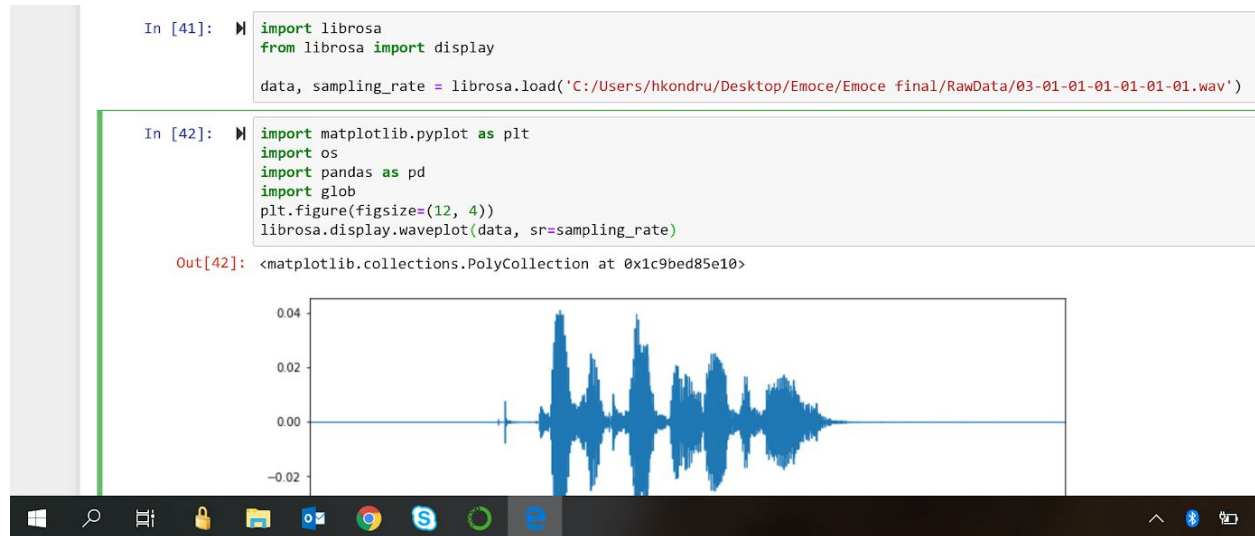 In [41]:
import librosa
from librosa import display
data, sampling_rate = librosa.load('C:/Users/hkondru/Desktop/Emoce/Emoce final/RawData/03-01-01-01-01-01-01.wav')
In [42]:
import matplotlib.pyplot as plt
import os
import pandas as pd
import glob
plt.figure(figsize=(12, 4))
librosa.display.waveplot(data, sr=sampling_rate)
Out[42]: <matplotlib.collections.PolyCollection at 0x1c9bed85e10>
0.04
0.02
0.00
−0.02